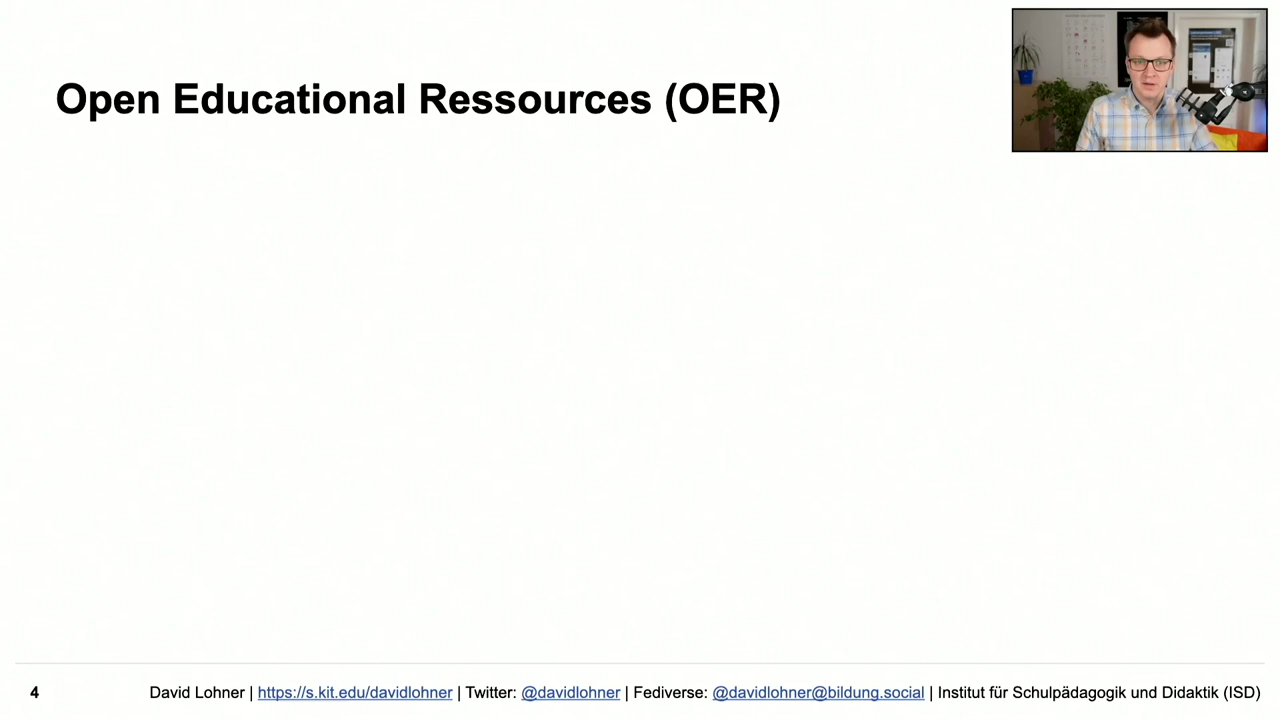 Open Educational Ressources (OER)
4
David Lohner | https://s.kit.edu/davidlohner | Twitter: @davidlohner | Fediverse: @davidlohner@bildung.social | Institut für Schulpädagogik und Didaktik (ISD)